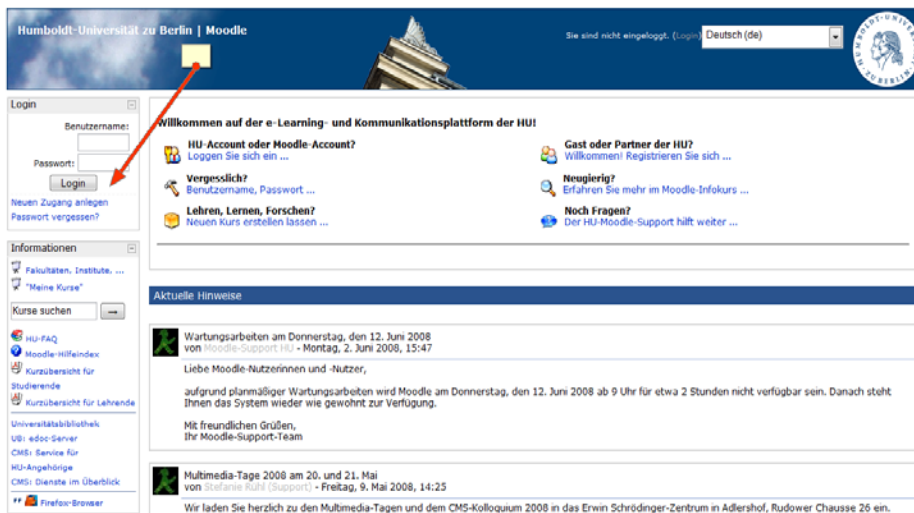 Humboldt-Universität zu Berlin | Moodle
Sie sind nicht eingeloggt. (Login)
Deutsch (de)
Login
Benutzername:
Passwort:
Login
Neuen Zugang anlegen
Passwort vergessen?
Willkommen auf der e-Learning- und Kommunikationsplattform der HU!
HU-Account oder Moodle-Account?
Loggen Sie sich ein ...
Gast oder Partner der HU?
Willkommen! Registrieren Sie sich ...
Vergesslich?
Benutzername, Passwort ...
Neugierig?
Erfahren Sie mehr im Moodle-Infokurs ...
Lehren, Lernen, Forschen?
Neuen Kurs erstellen lassen ...
Noch Fragen?
Der HU-Moodle-Support hilft weiter ...
Informationen
Fakultäten, Institute, ...
"Meine Kurse"
Kurse suchen
HU-FAQ
Moodle-Hilfeindex
Kurzübersicht für
Studierende
Kurzübersicht für Lehrende
Universitätsbibliothek
UB: edoc-Server
CMS: Service für
HU-Angehörige
CMS: Dienste im Überblick
Firefox-Browser
Aktuelle Hinweise
Wartungsarbeiten am Donnerstag, den 12. Juni 2008
von Moodle-Support HU - Montag, 2. Juni 2008, 15:47
Liebe Moodle-Nutzerinnen und -Nutzer,
aufgrund planmäßiger Wartungsarbeiten wird Moodle am Donnerstag, den 12. Juni 2008 ab 9 Uhr für etwa 2 Stunden nicht verfügbar sein. Danach steht
Ihnen das System wieder wie gewohnt zur Verfügung.
Mit freundlichen Grüßen,
Ihr Moodle-Support-Team
Multimedia-Tage 2008 am 20. und 21. Mai
von Stefanie Rühl (Support) - Freitag, 9. Mai 2008, 14:25
Wir laden Sie herzlich zu den Multimedia-Tagen und dem CMS-Kolloquium 2008 in das Erwin Schrödinger-Zentrum in Adlershof, Rudower Chausse 26 ein.